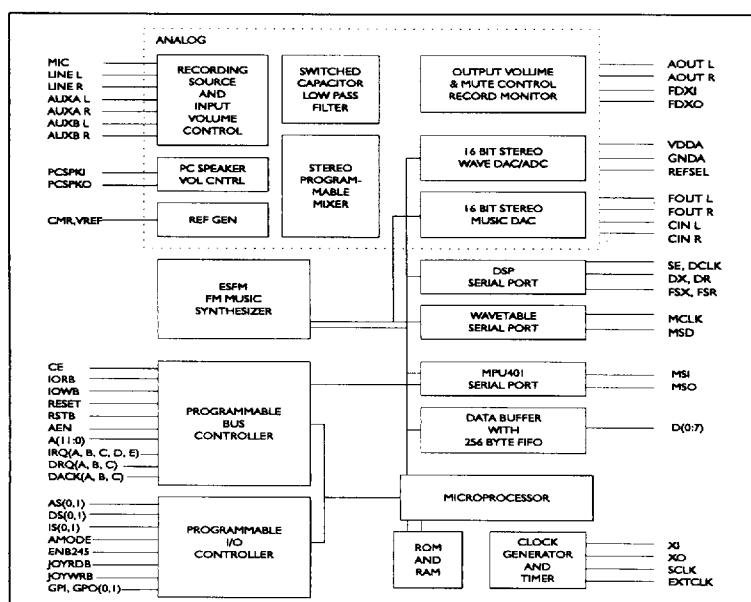 ANALOG
MIC
LINE L
LINE R
AUXA L
AUXA R
AUXB L
AUXB R
RECORDING
SOURCE
AND
INPUT
VOLUME
CONTROL
SWITCHED
CAPACITOR
LOW PASS
FILTER
OUTPUT VOLUME
& MUTE CONTROL
RECORD MONITOR
AOUT L
AOUT R
FDXI
FDXO
PCSPKI
PCSPKO
PC SPEAKER
VOL CNTRL
STEREO
PROGRAM-
MABLE
MIXER
16 BIT STEREO
WAVE DAC/ADC
VDDA
GNDA
REFSEL
CMR,VREF
REF GEN
16 BIT STEREO
MUSIC DAC
FOUT L
FOUT R
CIN L
CIN R
ESFM
FM MUSIC
SYNTHESIZER
DSP
SERIAL PORT
SE, DCLK
DX, DR
FSX, FSR
WAVETABLE
SERIAL PORT
MCLK
MSD
CE
IORB
IOWB
RESET
RSTB
AEN
A(11:0)
IRQ(A, B, C, D, E)
DRQ(A, B, C)
DACK(A, B, C)
PROGRAMMABLE
BUS
CONTROLLER
MPU401
SERIAL PORT
MSI
MSO
DATA BUFFER
WITH
256 BYTE FIFO
D(0:7)
MICROPROCESSOR
AS(0,1)
DS(0,1)
IS(0,1)
AMODE
ENB245
JOYRDB
JOYWRB
GPI, GPO(0,1)
PROGRAMMABLE
I/O
CONTROLLER
ROM
AND
RAM
CLOCK
GENERATOR
AND
TIMER
XI
XO
SCLK
EXTCLK